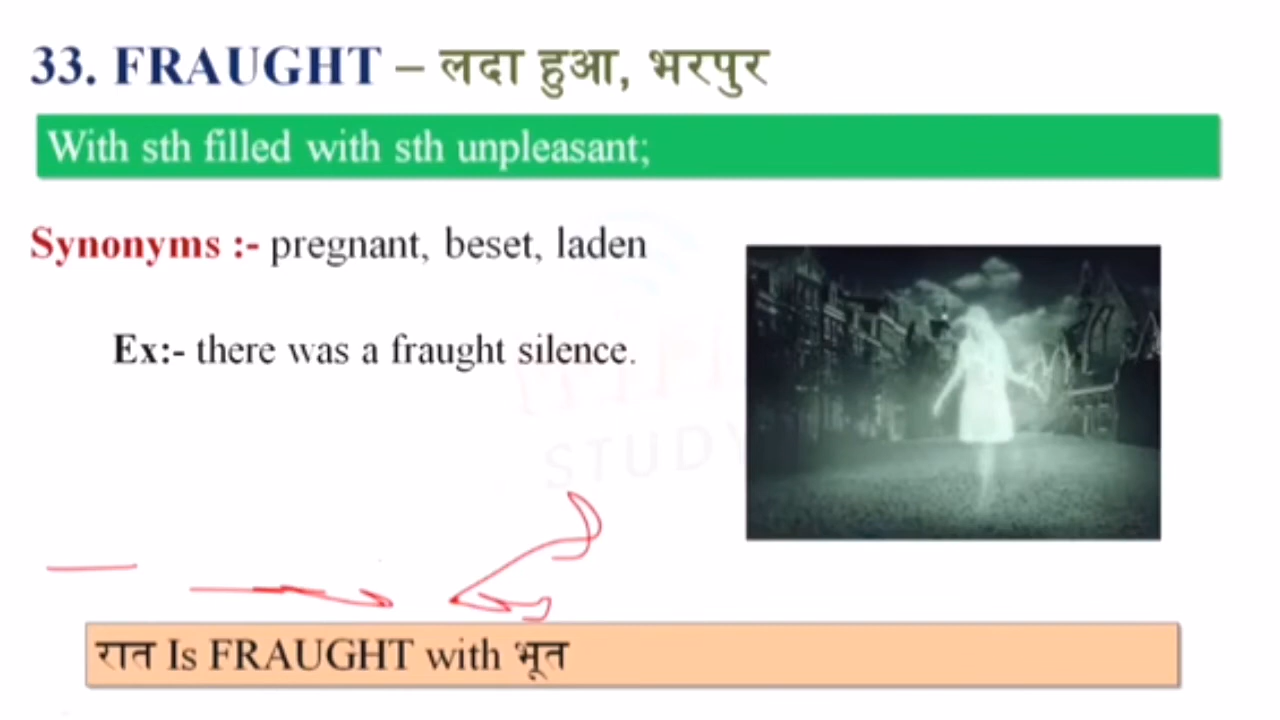 33. FRAUGHT – लदा हुआ, भरपुर
With sth filled with sth unpleasant;
Synonyms :- pregnant, beset, laden
Ex:- there was a fraught silence.
STUDY
रात Is FRAUGHT with भूत